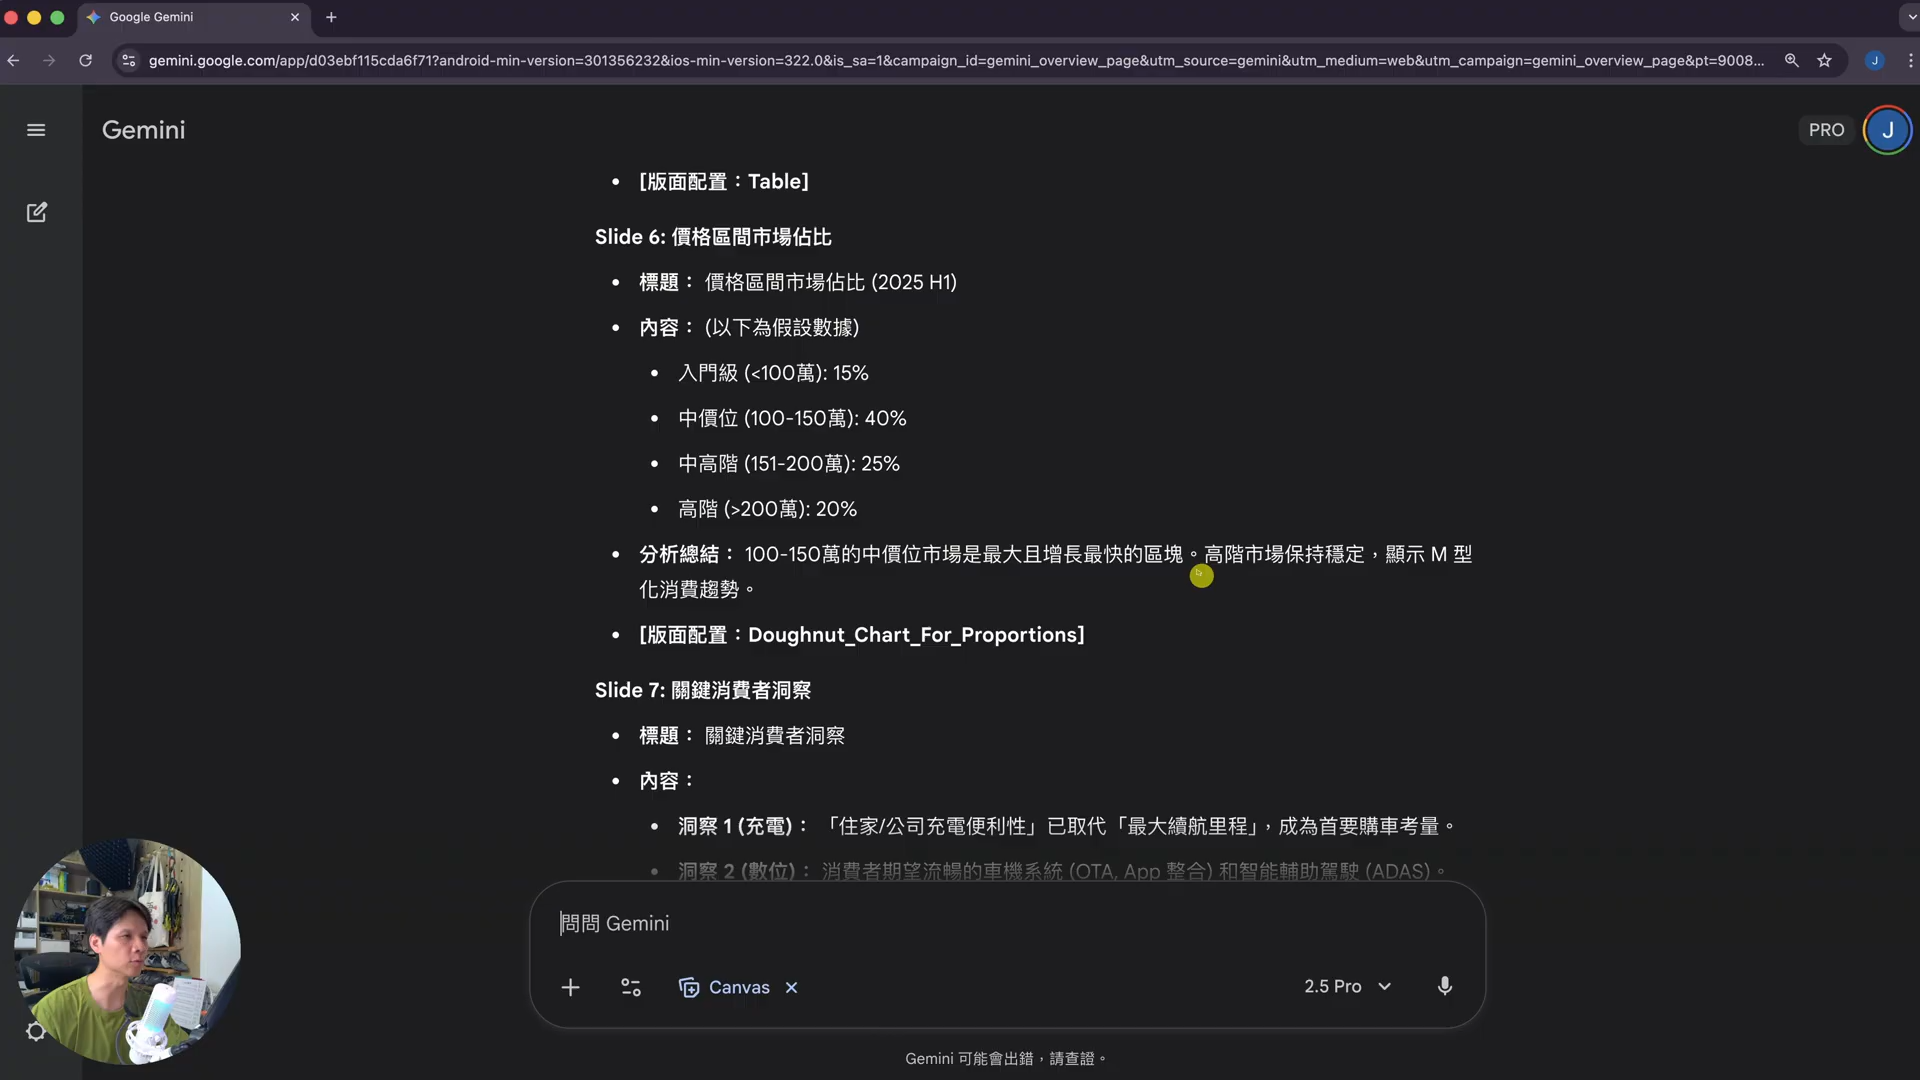 Google Gemini
gemini.google.com/app/d03ebf115cda6f71?android-min-version=301356232&ios-min-version=322.0&is_sa=1&campaign_id=gemini_overview_page&utm_source=gemini&utm_medium=web&utm_campaign=gemini_overview_page&pt=9008...
J
Gemini
PRO
J
[版面配置：Table]
Slide 6: 價格區間市場佔比
標題： 價格區間市場佔比 (2025 H1)
內容： (以下為假設數據)
入門級 (<100萬): 15%
中價位 (100-150萬): 40%
中高階 (151-200萬): 25%
高階 (>200萬): 20%
分析總結： 100-150萬的中價位市場是最大且增長最快的區塊。高階市場保持穩定，顯示 M 型
化消費趨勢。
[版面配置：Doughnut_Chart_For_Proportions]
Slide 7: 關鍵消費者洞察
標題： 關鍵消費者洞察
內容：
洞察 1 (充電)： 「住家/公司充電便利性」已取代「最大續航里程」，成為首要購車考量。
洞察 2 (數位)： 消費者期望流暢的車機系統 (OTA, App 整合) 和智能輔助駕駛 (ADAS)。
問問 Gemini
Canvas
2.5 Pro
Gemini 可能會出錯，請查證。